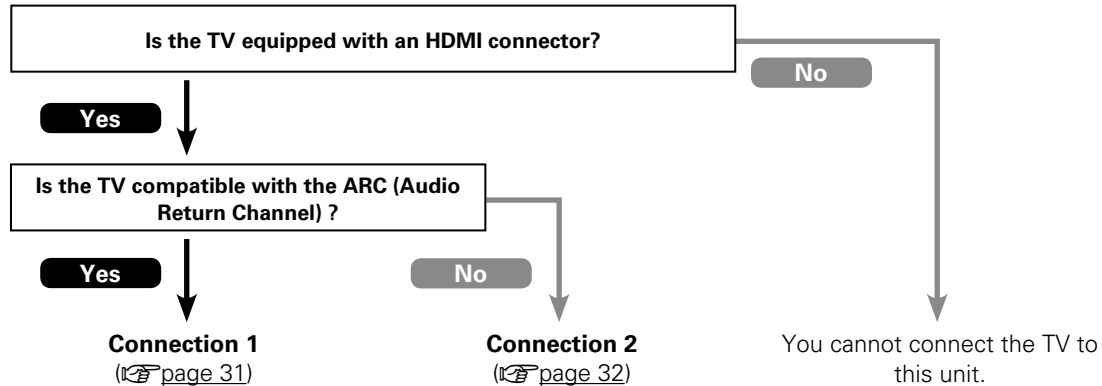 Is the TV equipped with an HDMI connector?
No
Yes
Is the TV compatible with the ARC (Audio
Return Channel) ?
Yes
No
Connection 1
(☞page 31)
Connection 2
(☞page 32)
You cannot connect the TV to
this unit.